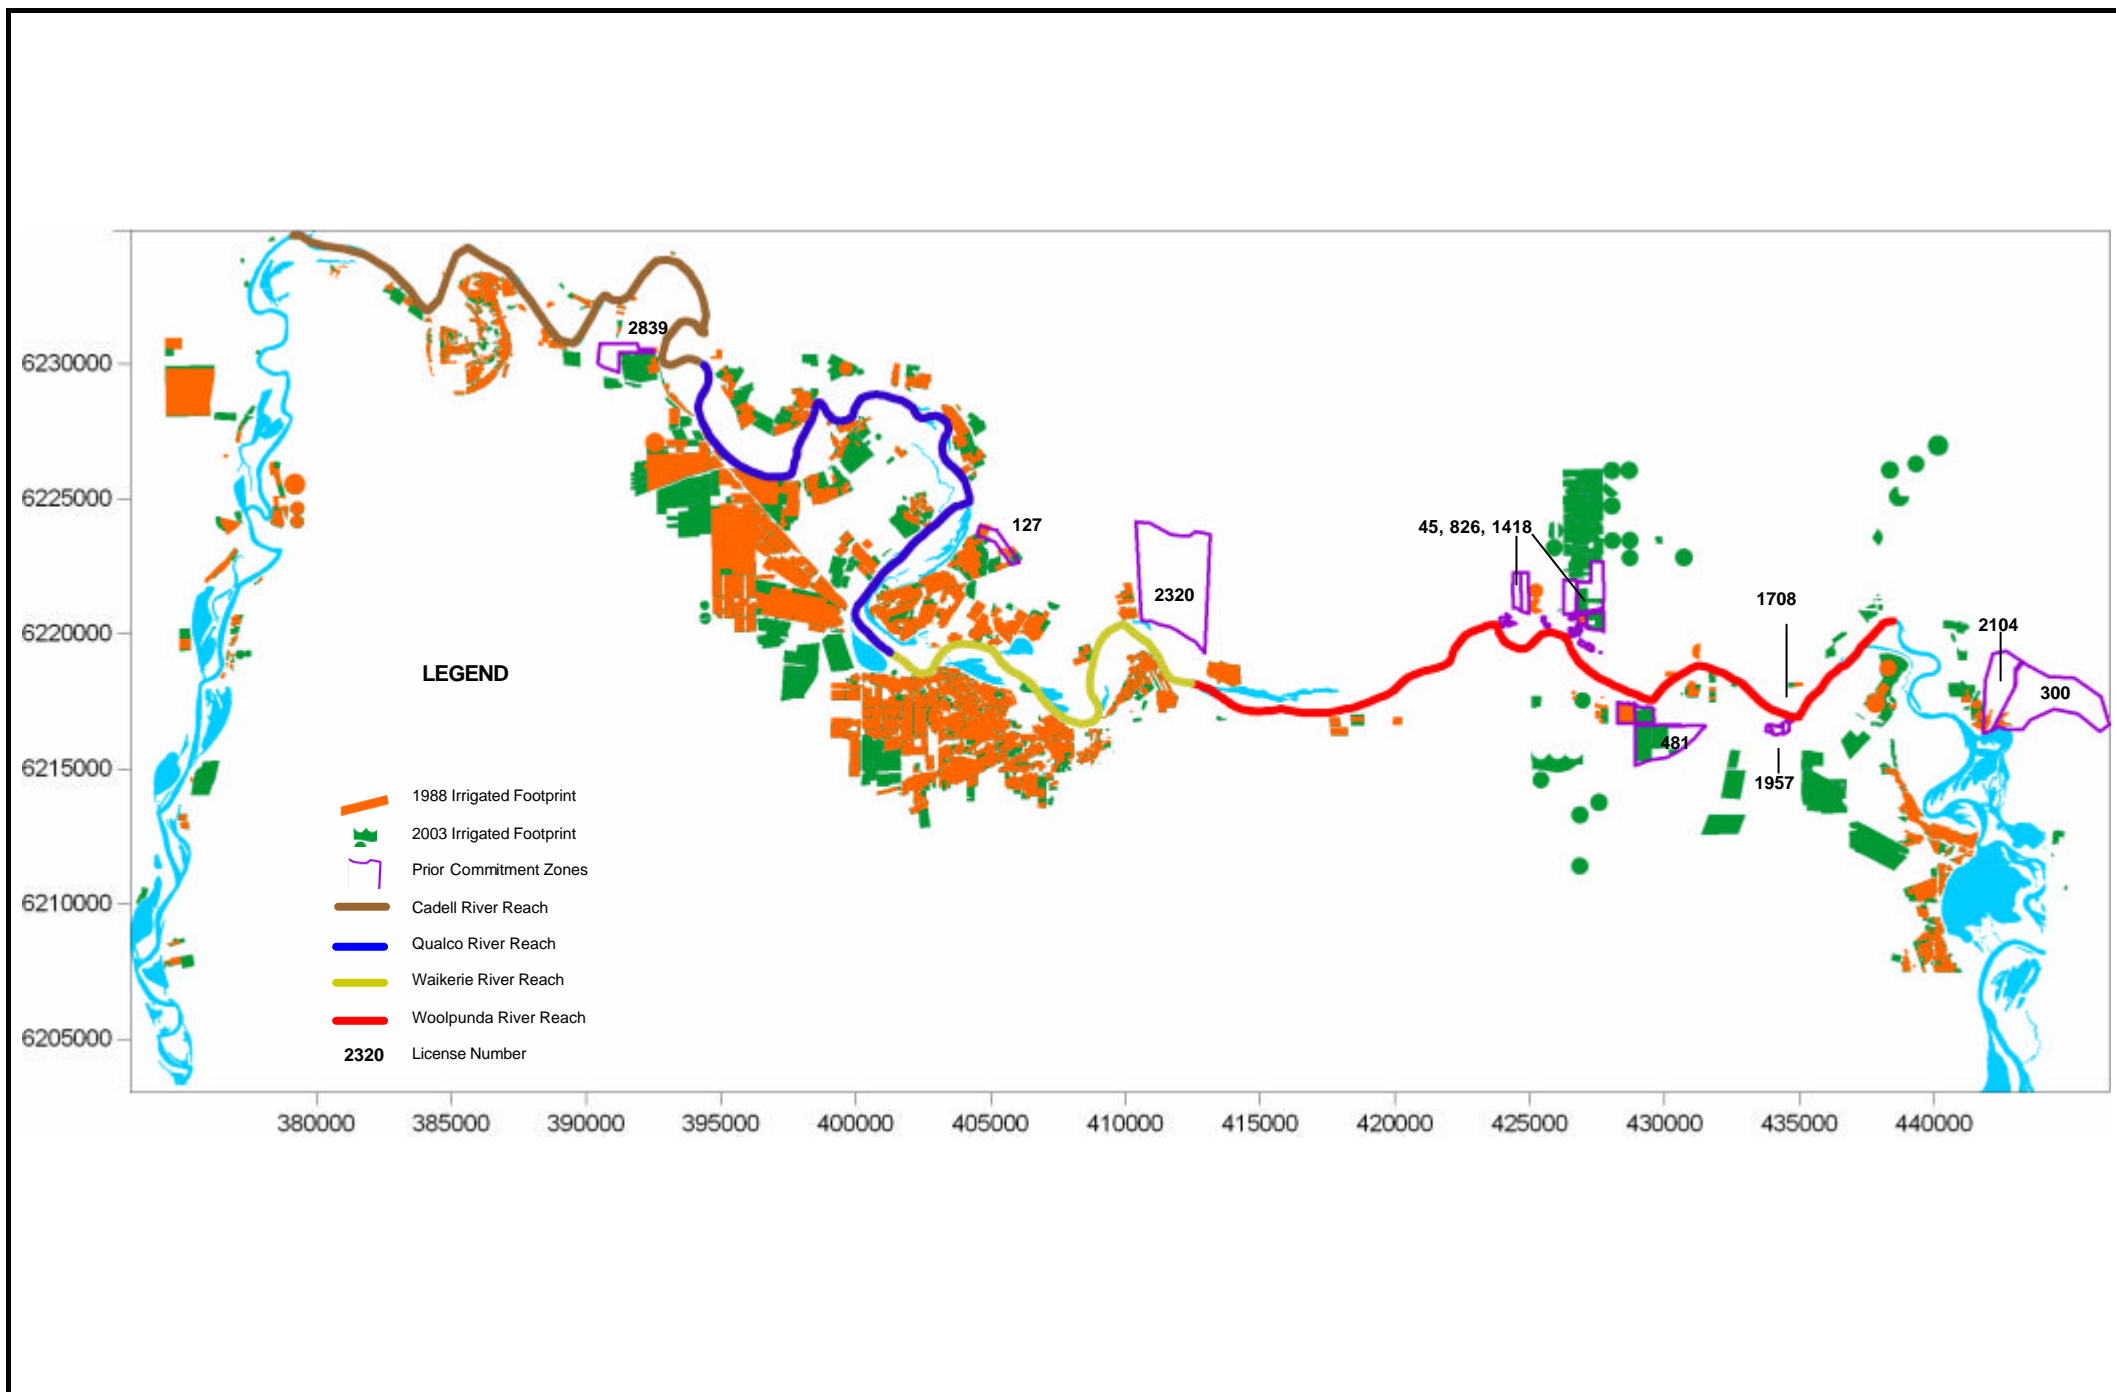 2839
6230000
6225000
127
45, 826, 1418
2320
1708
6220000
2104
LEGEND
300
481
6215000
1957
1988 Irrigated Footprint
2003 Irrigated Footprint
Prior Commitment Zones
6210000
Cadell River Reach
Qualco River Reach
Waikerie River Reach
Woolpunda River Reach
6205000
2320 License Number
380000 385000 390000 395000 400000 405000 410000 415000 420000 425000 430000 435000 440000